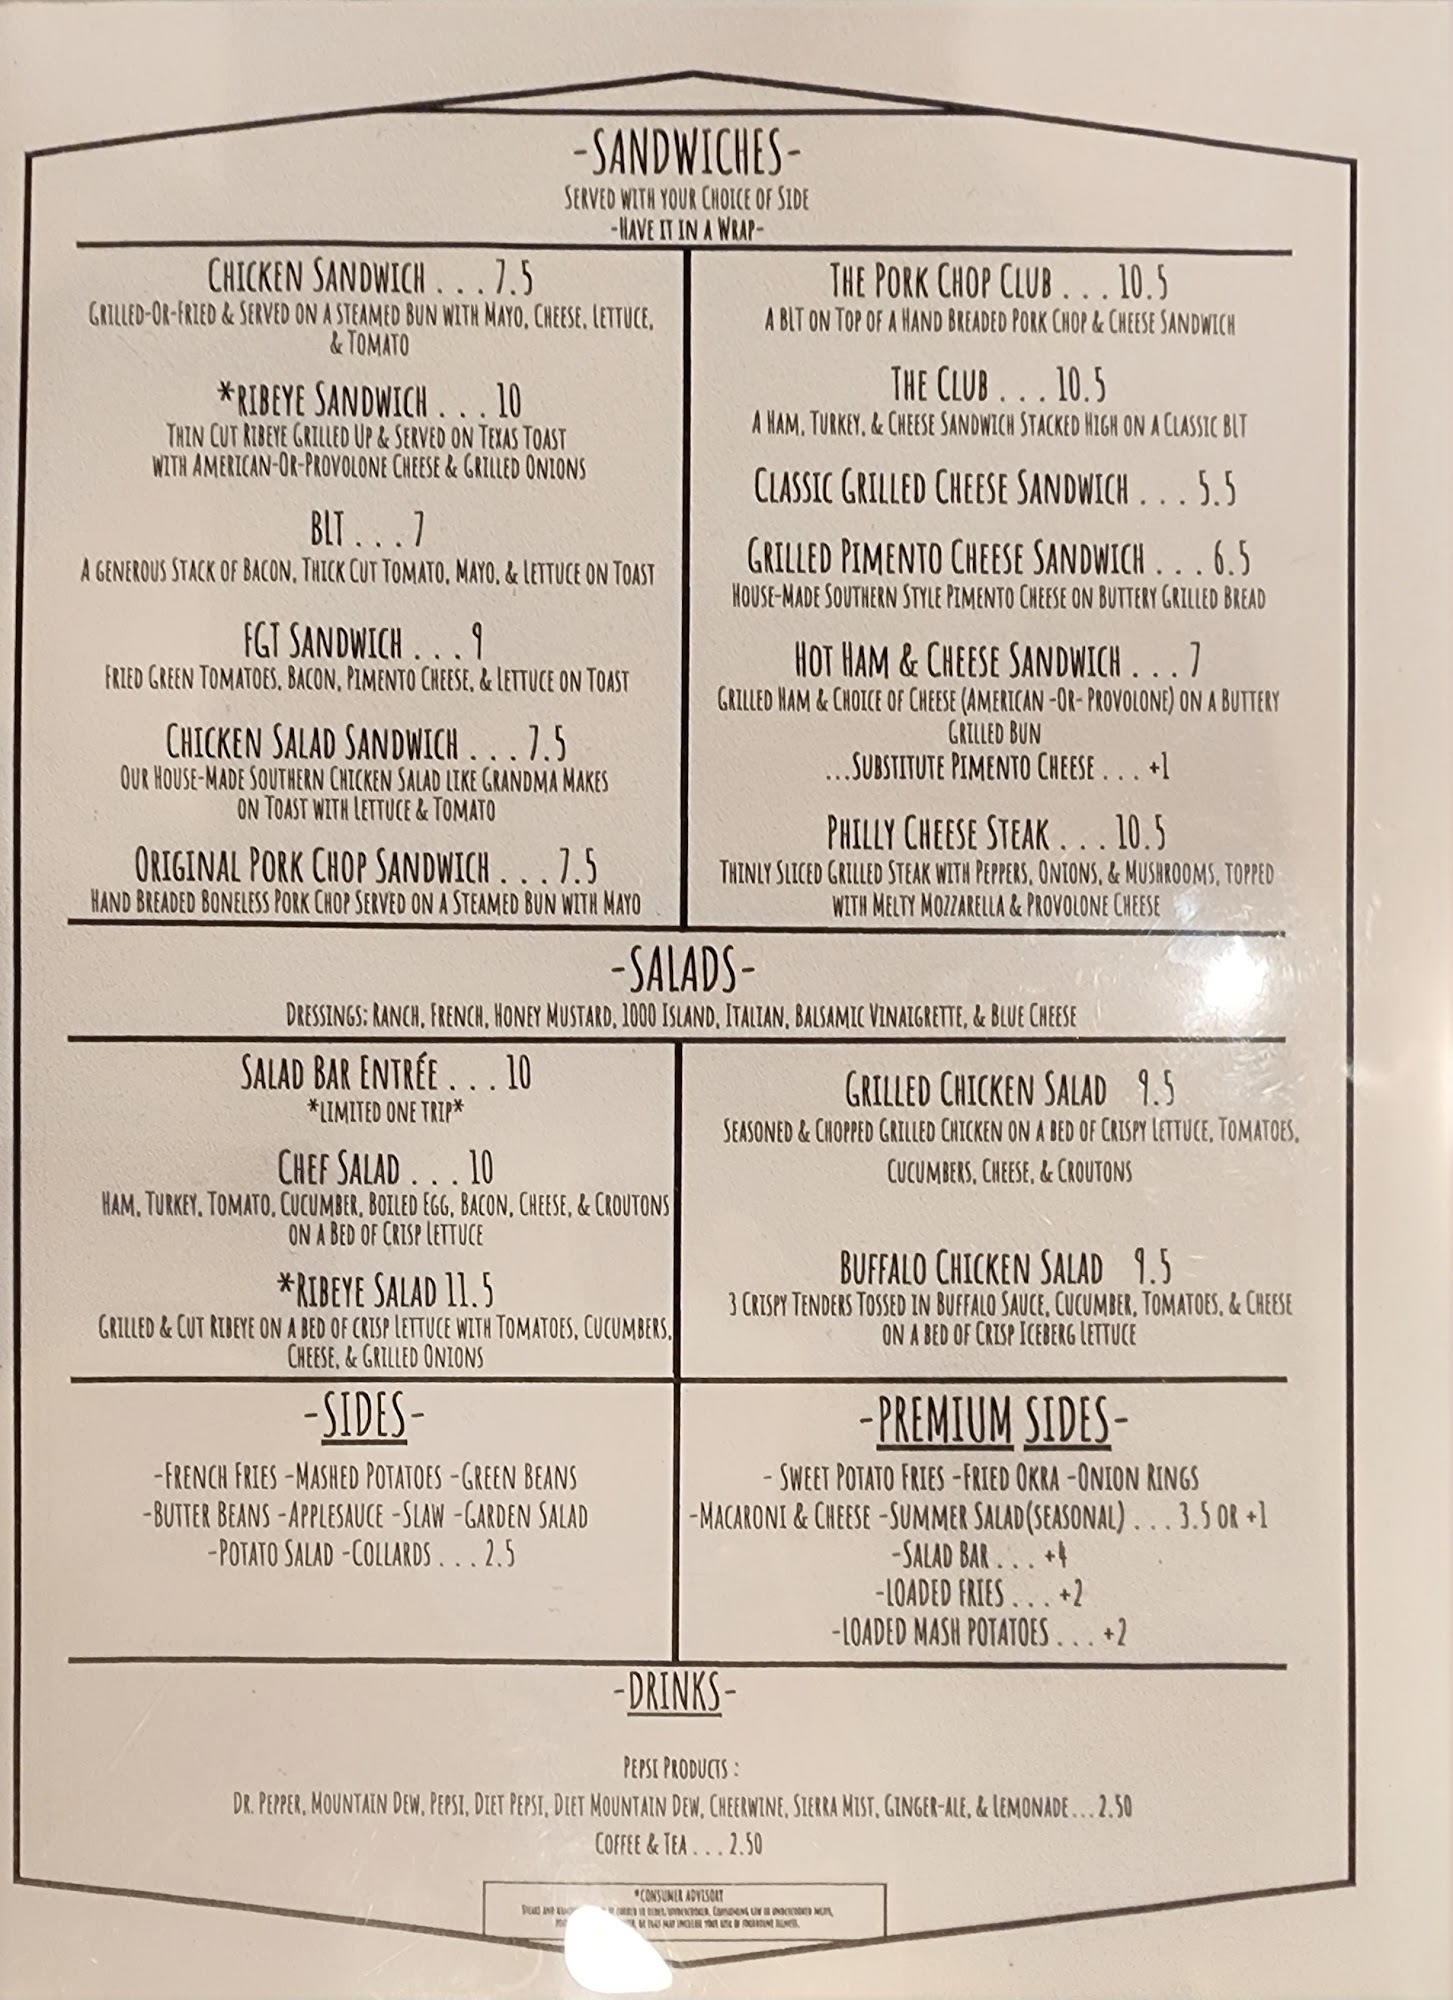 -SANDWICHES-
SERVED WITH YOUR CHOICE OF SIDE
-HAVE IT IN A WRAP-
CHICKEN SANDWICH . . . 7.5
GRILLED-OR-FRIED & SERVED ON A STEAMED BUN WITH MAYO, CHEESE, LETTUCE,
& TOMATO
*RIBEYE SANDWICH . . . 10
THIN CUT RIBEYE GRILLED UP & SERVED ON TEXAS TOAST
WITH AMERICAN-OR-PROVOLONE CHEESE & GRILLED ONIONS
BLT . . . 7
A GENEROUS STACK OF BACON, THICK CUT TOMATO, MAYO, & LETTUCE ON TOAST
FGT SANDWICH . . . 9
FRIED GREEN TOMATOES, BACON, PIMENTO CHEESE, & LETTUCE ON TOAST
CHICKEN SALAD SANDWICH . . . 7.5
OUR HOUSE-MADE SOUTHERN CHICKEN SALAD LIKE GRANDMA MAKES
ON TOAST WITH LETTUCE & TOMATO
ORIGINAL PORK CHOP SANDWICH . . . 7.5
HAND BREADED BONELESS PORK CHOP SERVED ON A STEAMED BUN WITH MAYO
THE PORK CHOP CLUB . . . 10.5
A BLT ON TOP OF A HAND BREADED PORK CHOP & CHEESE SANDWICH
THE CLUB . . . 10.5
A HAM, TURKEY, & CHEESE SANDWICH STACKED HIGH ON A CLASSIC BLT
CLASSIC GRILLED CHEESE SANDWICH . . . 5.5
GRILLED PIMENTO CHEESE SANDWICH . . . 6.5
HOUSE-MADE SOUTHERN STYLE PIMENTO CHEESE ON BUTTERY GRILLED BREAD
HOT HAM & CHEESE SANDWICH . . . 7
GRILLED HAM & CHOICE OF CHEESE (AMERICAN -OR- PROVOLONE) ON A BUTTERY
GRILLED BUN
...SUBSTITUTE PIMENTO CHEESE . . . +1
PHILLY CHEESE STEAK . . . 10.5
THINLY SLICED GRILLED STEAK WITH PEPPERS, ONIONS, & MUSHROOMS, TOPPED
WITH MELTY MOZZARELLA & PROVOLONE CHEESE
-SALADS-
DRESSINGS: RANCH, FRENCH, HONEY MUSTARD, 1000 ISLAND, ITALIAN, BALSAMIC VINAIGRETTE, & BLUE CHEESE
SALAD BAR ENTRÉE . . . 10
*LIMITED ONE TRIP*
CHEF SALAD . . . 10
HAM, TURKEY, TOMATO, CUCUMBER, BOILED EGG, BACON, CHEESE, & CROUTONS
ON A BED OF CRISP LETTUCE
*RIBEYE SALAD 11.5
GRILLED & CUT RIBEYE ON A BED OF CRISP LETTUCE WITH TOMATOES, CUCUMBERS,
CHEESE, & GRILLED ONIONS
GRILLED CHICKEN SALAD 9.5
SEASONED & CHOPPED GRILLED CHICKEN ON A BED OF CRISPY LETTUCE, TOMATOES,
CUCUMBERS, CHEESE, & CROUTONS
BUFFALO CHICKEN SALAD 9.5
3 CRISPY TENDERS TOSSED IN BUFFALO SAUCE, CUCUMBER, TOMATOES, & CHEESE
ON A BED OF CRISP ICEBERG LETTUCE
-SIDES-
-FRENCH FRIES -MASHED POTATOES -GREEN BEANS
-BUTTER BEANS -APPLESAUCE -SLAW -GARDEN SALAD
-POTATO SALAD -COLLARDS . . . 2.5
-PREMIUM SIDES-
- SWEET POTATO FRIES -FRIED OKRA -ONION RINGS
-MACARONI & CHEESE -SUMMER SALAD(SEASONAL) . . . 3.5 OR +1
-SALAD BAR . . . +4
-LOADED FRIES . . . +2
-LOADED MASH POTATOES . . . +2
-DRINKS-
PEPSI PRODUCTS :
DR. PEPPER, MOUNTAIN DEW, PEPSI, DIET PEPSI, DIET MOUNTAIN DEW, CHEERWINE, SIERRA MIST, GINGER-ALE, & LEMONADE . . . 2.50
COFFEE & TEA . . . 2.50
*CONSUMER ADVISORY
STEAKS AND CONSUMING RAW OR UNDERCOOKED MEATS,
MAY INCREASE YOUR RISK OF FOODBORNE ILLNESS.